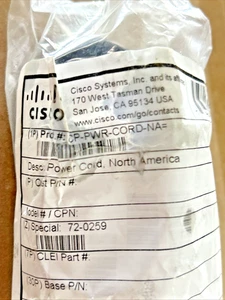 CISCO
Cisco Systems, Inc. and its aff
170 West Tasman Drive
San Jose, CA 95134 USA
www.cisco.com/go/contacts
(1P) Prd #: CP-PWR-CORD-NA=
Desc: Power Cord, North America
(P) Cust P/N #:
Model # / CPN:
(Z) Special: 72-0259
(1P) CLEI Part #:
(30P) Base P/N: